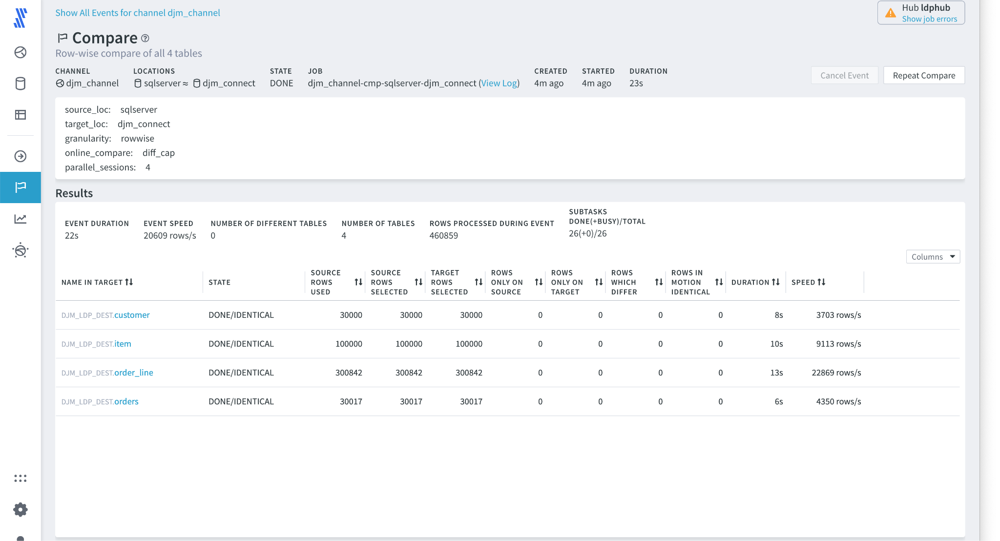 Show All Events for channel djm_channel
Hub ldphub
Show job errors
Compare
Row-wise compare of all 4 tables
CHANNEL LOCATIONS STATE JOB CREATED STARTED DURATION
djm_channel sqlserver ≈ djm_connect DONE djm_channel-cmp-sqlserver-djm_connect (View Log) 4m ago 4m ago 23s
Cancel Event Repeat Compare
source_loc: sqlserver
target_loc: djm_connect
granularity: rowwise
online_compare: diff_cap
parallel_sessions: 4
Results
EVENT DURATION EVENT SPEED NUMBER OF DIFFERENT TABLES NUMBER OF TABLES ROWS PROCESSED DURING EVENT SUBTASKS DONE(+BUSY)/TOTAL
22s 20609 rows/s 0 4 460859 26(+0)/26
Columns
NAME IN TARGET STATE SOURCE ROWS USED SOURCE ROWS SELECTED TARGET ROWS SELECTED ROWS ONLY ON SOURCE ROWS ONLY ON TARGET ROWS WHICH DIFFER ROWS IN MOTION IDENTICAL DURATION SPEED
DJM_LDP_DEST.customer DONE/IDENTICAL 30000 30000 30000 0 0 0 0 8s 3703 rows/s
DJM_LDP_DEST.item DONE/IDENTICAL 100000 100000 100000 0 0 0 0 10s 9113 rows/s
DJM_LDP_DEST.order_line DONE/IDENTICAL 300842 300842 300842 0 0 0 0 13s 22869 rows/s
DJM_LDP_DEST.orders DONE/IDENTICAL 30017 30017 30017 0 0 0 0 6s 4350 rows/s